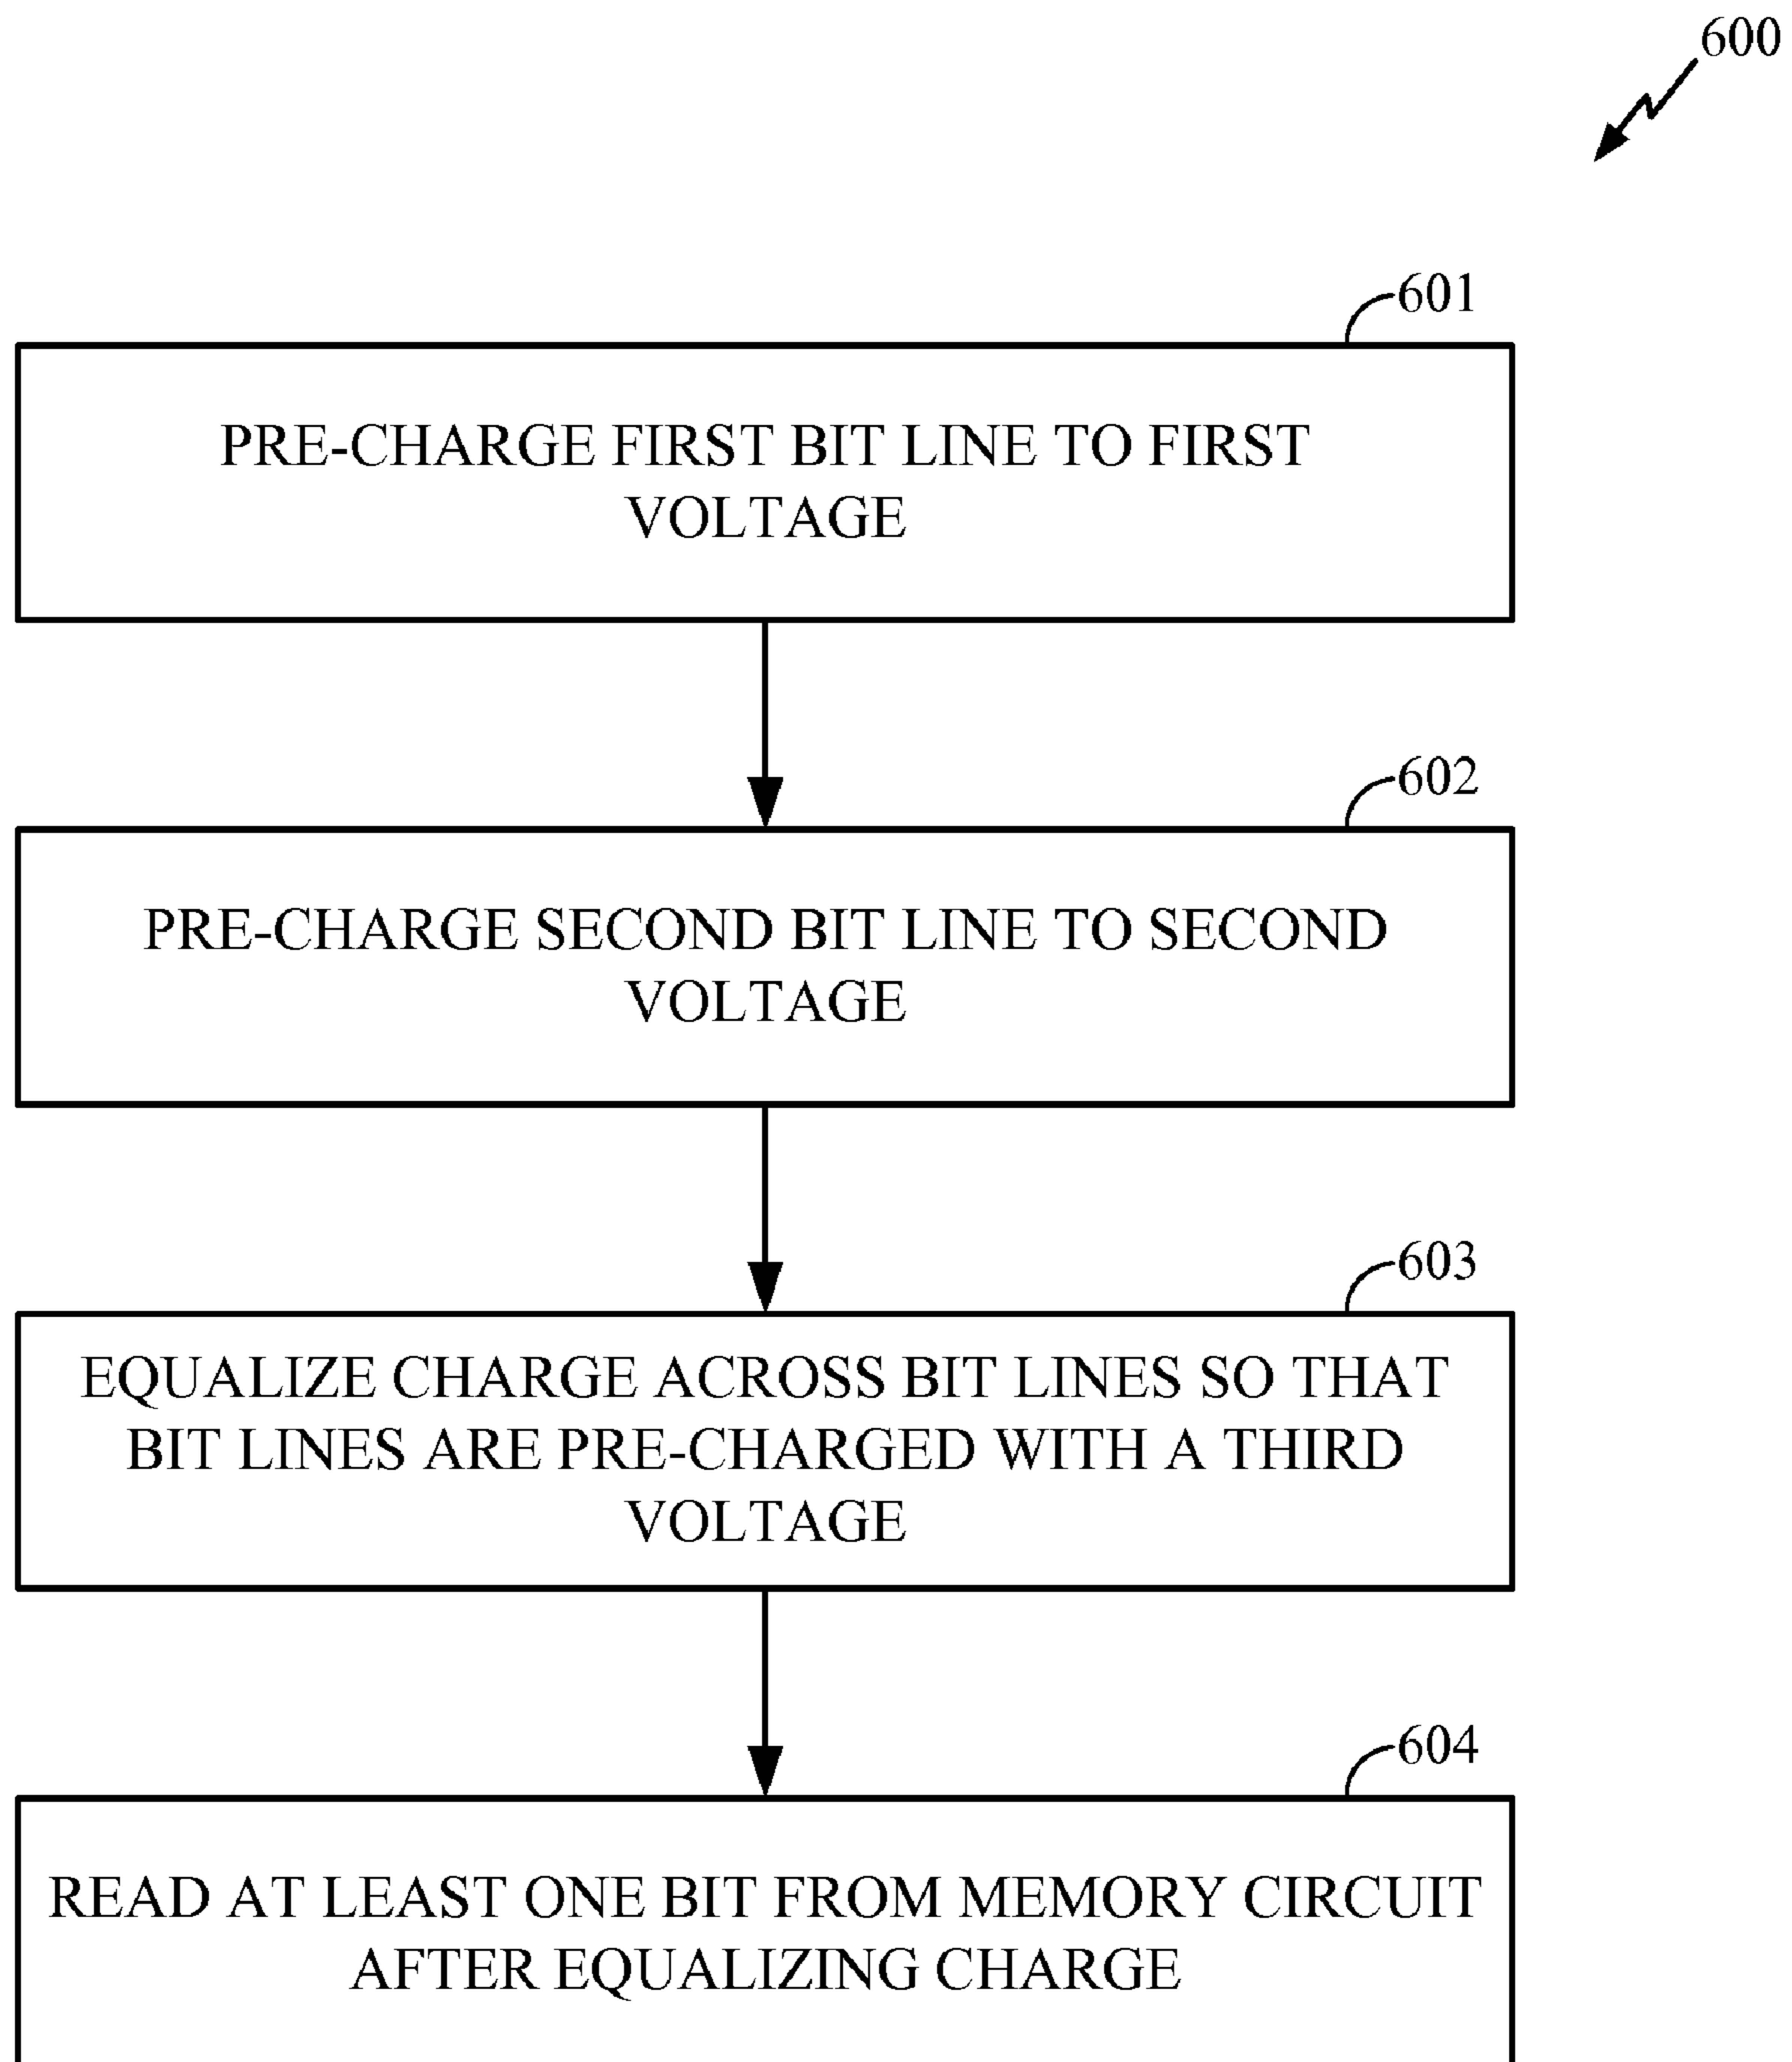 600
601
PRE-CHARGE FIRST BIT LINE TO FIRST
VOLTAGE
602
PRE-CHARGE SECOND BIT LINE TO SECOND
VOLTAGE
603
EQUALIZE CHARGE ACROSS BIT LINES SO THAT
BIT LINES ARE PRE-CHARGED WITH A THIRD
VOLTAGE
604
READ AT LEAST ONE BIT FROM MEMORY CIRCUIT
AFTER EQUALIZING CHARGE